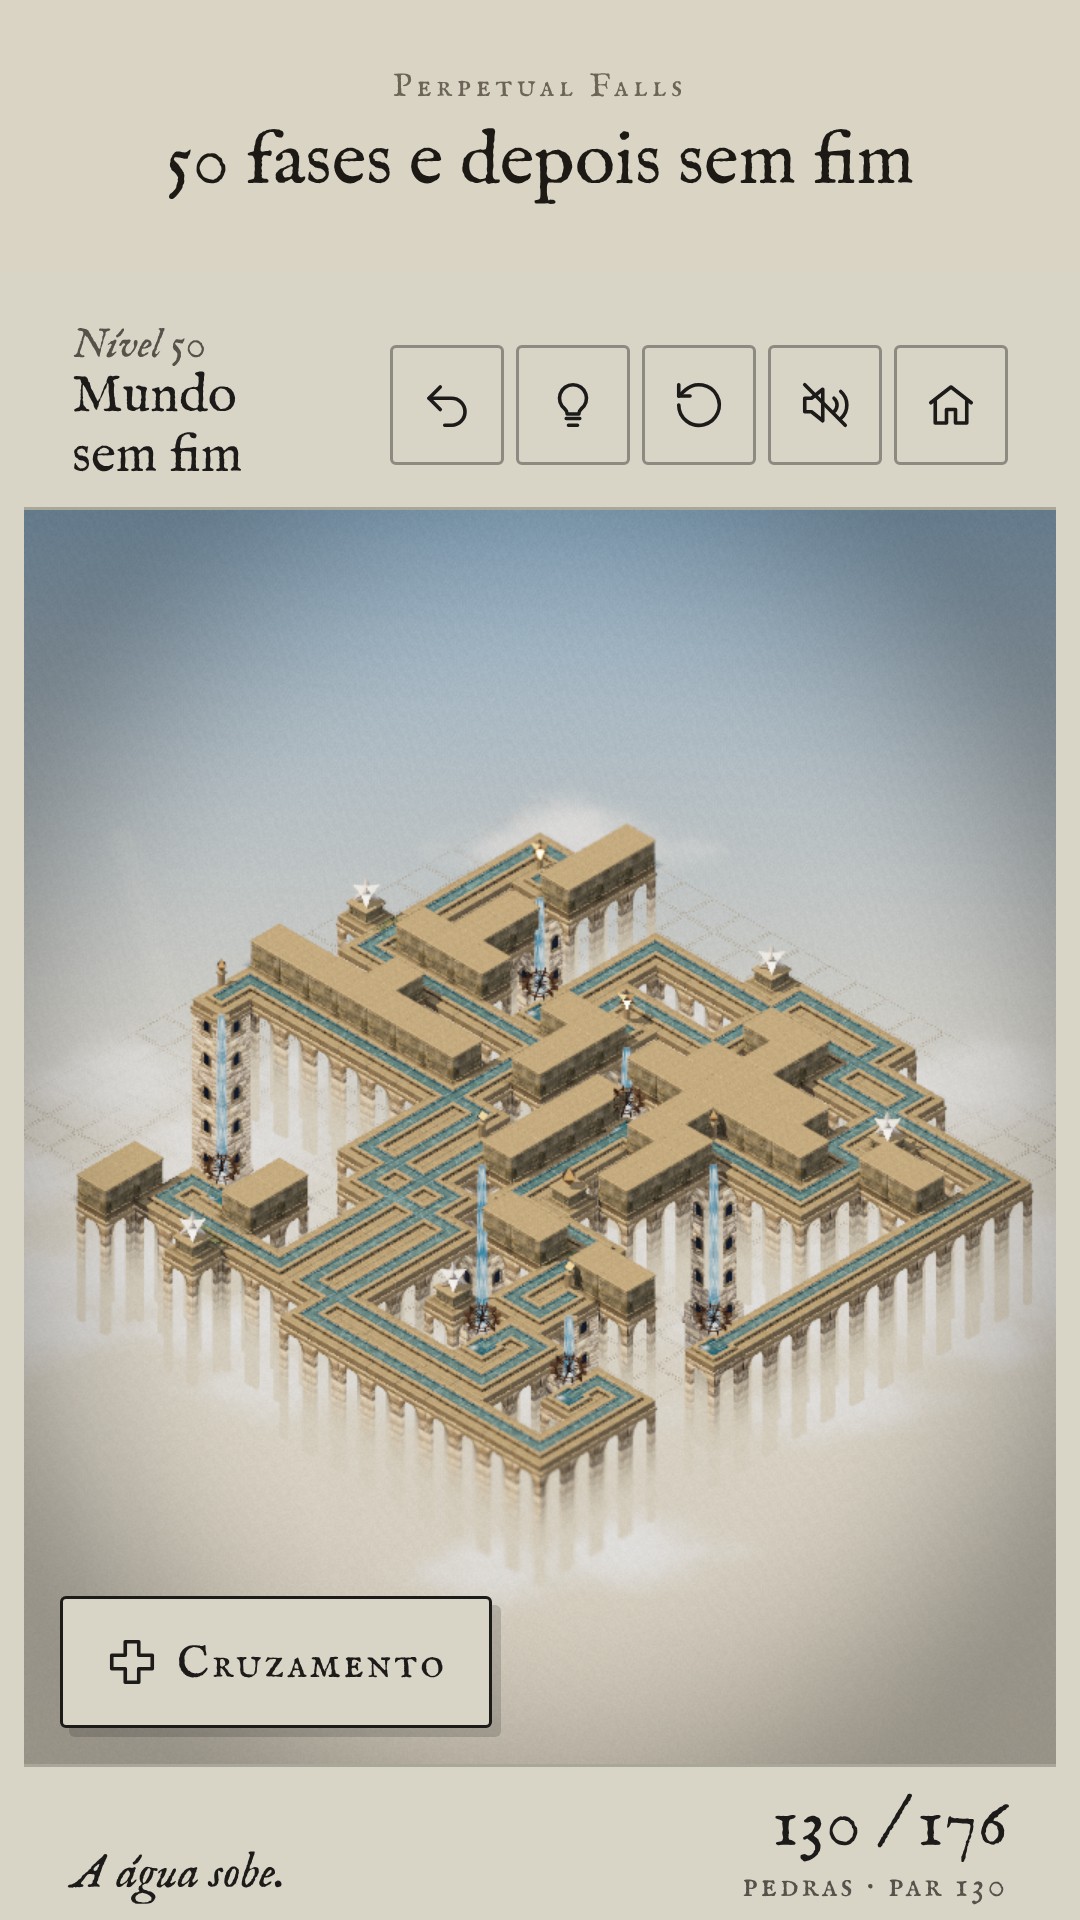 Perpetual Falls
50 fases e depois sem fim
Nível 50
Mundo
sem fim
Cruzamento
130 / 176
A água sobe.
PEDRAS · PAR 130